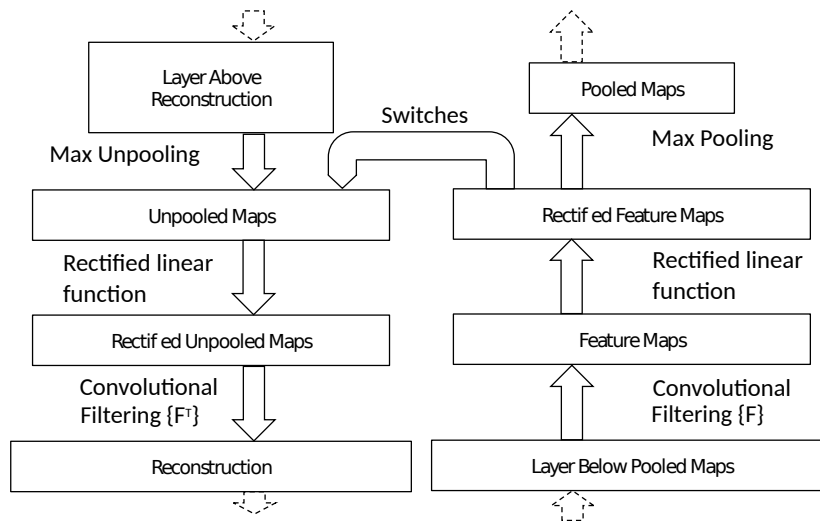 Layer Above
Reconstruction
Max Unpooling
Unpooled Maps
Rectified linear
function
Rectif ed Unpooled Maps
Convolutional
Filtering {Fᵀ}
Reconstruction
Switches
Pooled Maps
Max Pooling
Rectif ed Feature Maps
Rectified linear
function
Feature Maps
Convolutional
Filtering {F}
Layer Below Pooled Maps